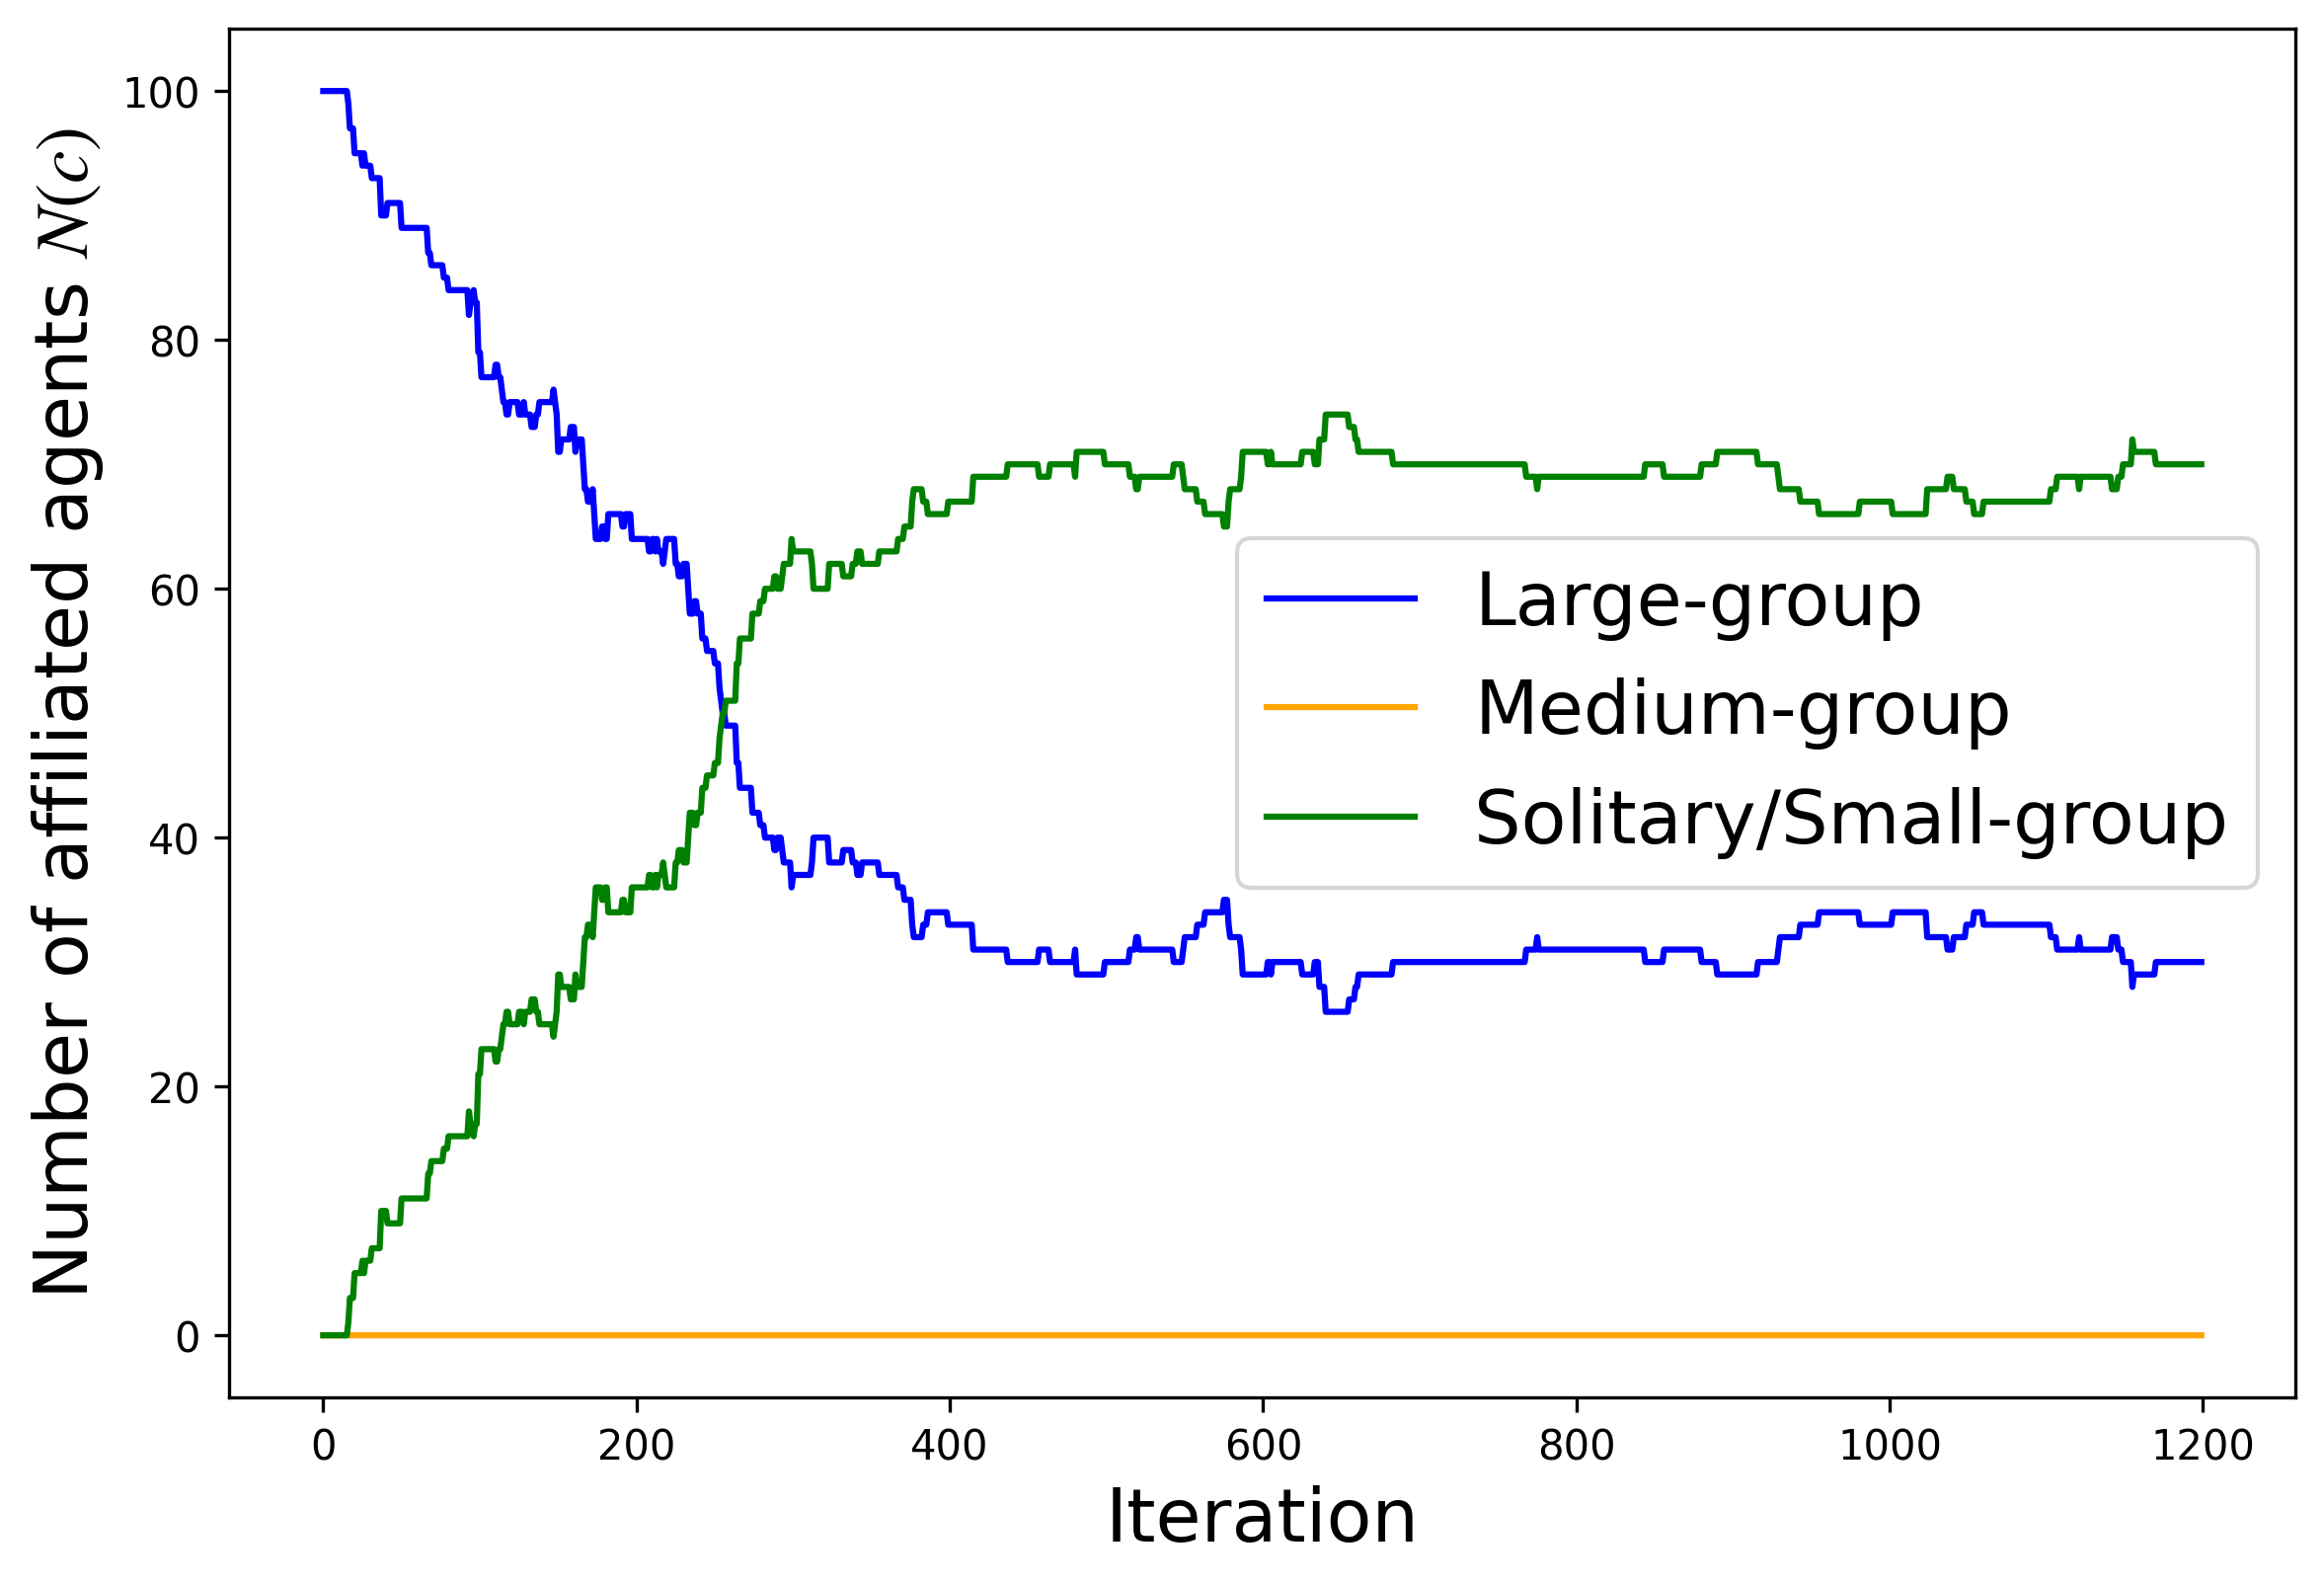 Number of affiliated agents N(c)
100
80
60
40
20
0
Large-group
Medium-group
Solitary/Small-group
0 200 400 600 800 1000 1200
Iteration